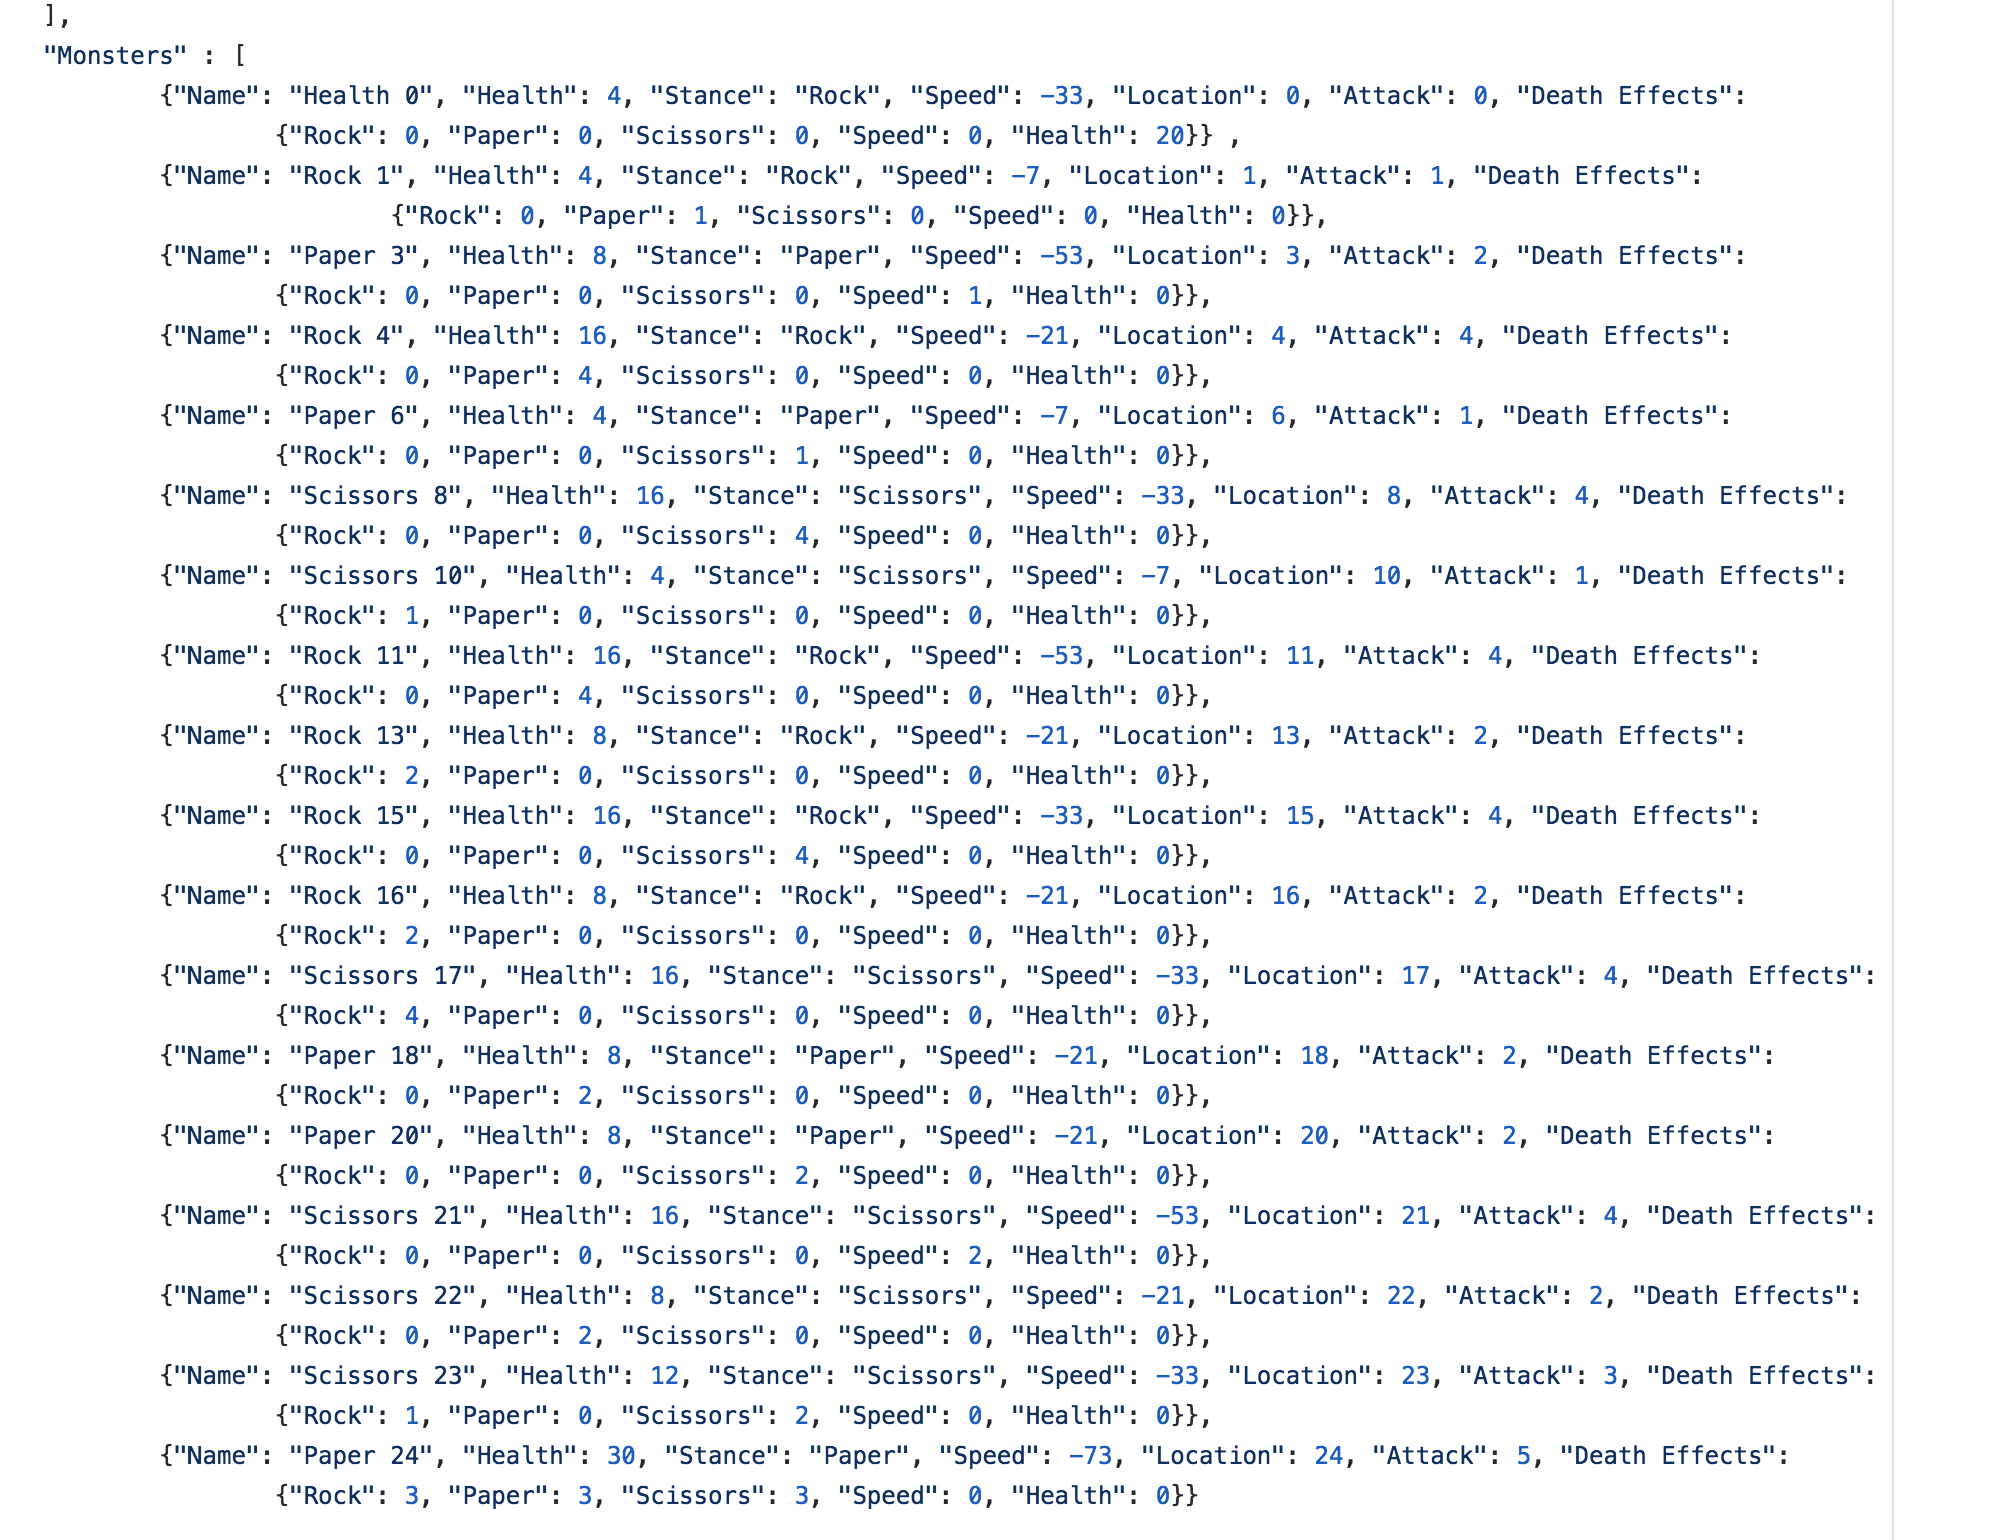 ],
"Monsters" : [
{"Name": "Health 0", "Health": 4, "Stance": "Rock", "Speed": -33, "Location": 0, "Attack": 0, "Death Effects":
{"Rock": 0, "Paper": 0, "Scissors": 0, "Speed": 0, "Health": 20}} ,
{"Name": "Rock 1", "Health": 4, "Stance": "Rock", "Speed": -7, "Location": 1, "Attack": 1, "Death Effects":
{"Rock": 0, "Paper": 1, "Scissors": 0, "Speed": 0, "Health": 0}},
{"Name": "Paper 3", "Health": 8, "Stance": "Paper", "Speed": -53, "Location": 3, "Attack": 2, "Death Effects":
{"Rock": 0, "Paper": 0, "Scissors": 0, "Speed": 1, "Health": 0}},
{"Name": "Rock 4", "Health": 16, "Stance": "Rock", "Speed": -21, "Location": 4, "Attack": 4, "Death Effects":
{"Rock": 0, "Paper": 4, "Scissors": 0, "Speed": 0, "Health": 0}},
{"Name": "Paper 6", "Health": 4, "Stance": "Paper", "Speed": -7, "Location": 6, "Attack": 1, "Death Effects":
{"Rock": 0, "Paper": 0, "Scissors": 1, "Speed": 0, "Health": 0}},
{"Name": "Scissors 8", "Health": 16, "Stance": "Scissors", "Speed": -33, "Location": 8, "Attack": 4, "Death Effects":
{"Rock": 0, "Paper": 0, "Scissors": 4, "Speed": 0, "Health": 0}},
{"Name": "Scissors 10", "Health": 4, "Stance": "Scissors", "Speed": -7, "Location": 10, "Attack": 1, "Death Effects":
{"Rock": 1, "Paper": 0, "Scissors": 0, "Speed": 0, "Health": 0}},
{"Name": "Rock 11", "Health": 16, "Stance": "Rock", "Speed": -53, "Location": 11, "Attack": 4, "Death Effects":
{"Rock": 0, "Paper": 4, "Scissors": 0, "Speed": 0, "Health": 0}},
{"Name": "Rock 13", "Health": 8, "Stance": "Rock", "Speed": -21, "Location": 13, "Attack": 2, "Death Effects":
{"Rock": 2, "Paper": 0, "Scissors": 0, "Speed": 0, "Health": 0}},
{"Name": "Rock 15", "Health": 16, "Stance": "Rock", "Speed": -33, "Location": 15, "Attack": 4, "Death Effects":
{"Rock": 0, "Paper": 0, "Scissors": 4, "Speed": 0, "Health": 0}},
{"Name": "Rock 16", "Health": 8, "Stance": "Rock", "Speed": -21, "Location": 16, "Attack": 2, "Death Effects":
{"Rock": 2, "Paper": 0, "Scissors": 0, "Speed": 0, "Health": 0}},
{"Name": "Scissors 17", "Health": 16, "Stance": "Scissors", "Speed": -33, "Location": 17, "Attack": 4, "Death Effects":
{"Rock": 4, "Paper": 0, "Scissors": 0, "Speed": 0, "Health": 0}},
{"Name": "Paper 18", "Health": 8, "Stance": "Paper", "Speed": -21, "Location": 18, "Attack": 2, "Death Effects":
{"Rock": 0, "Paper": 2, "Scissors": 0, "Speed": 0, "Health": 0}},
{"Name": "Paper 20", "Health": 8, "Stance": "Paper", "Speed": -21, "Location": 20, "Attack": 2, "Death Effects":
{"Rock": 0, "Paper": 0, "Scissors": 2, "Speed": 0, "Health": 0}},
{"Name": "Scissors 21", "Health": 16, "Stance": "Scissors", "Speed": -53, "Location": 21, "Attack": 4, "Death Effects":
{"Rock": 0, "Paper": 0, "Scissors": 0, "Speed": 2, "Health": 0}},
{"Name": "Scissors 22", "Health": 8, "Stance": "Scissors", "Speed": -21, "Location": 22, "Attack": 2, "Death Effects":
{"Rock": 0, "Paper": 2, "Scissors": 0, "Speed": 0, "Health": 0}},
{"Name": "Scissors 23", "Health": 12, "Stance": "Scissors", "Speed": -33, "Location": 23, "Attack": 3, "Death Effects":
{"Rock": 1, "Paper": 0, "Scissors": 2, "Speed": 0, "Health": 0}},
{"Name": "Paper 24", "Health": 30, "Stance": "Paper", "Speed": -73, "Location": 24, "Attack": 5, "Death Effects":
{"Rock": 3, "Paper": 3, "Scissors": 3, "Speed": 0, "Health": 0}}